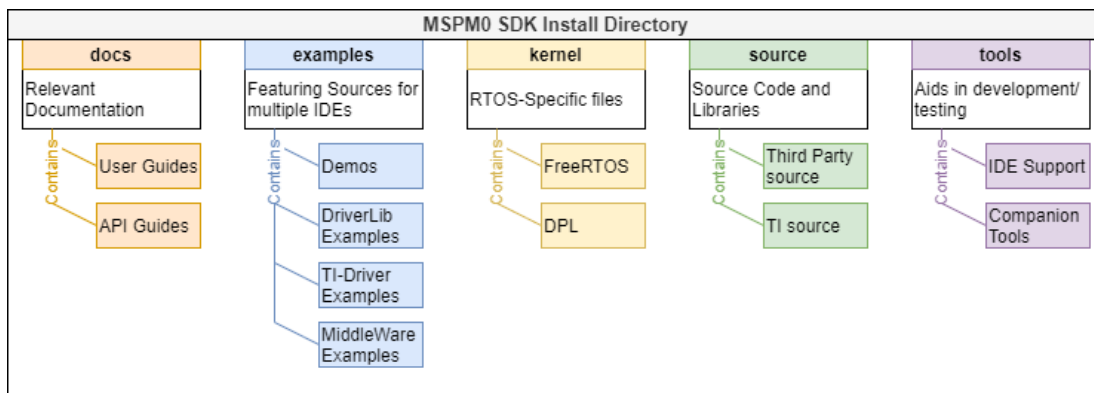 MSPM0 SDK Install Directory
docs
Relevant
Documentation
Contains
User Guides
API Guides
examples
Featuring Sources for
multiple IDEs
Contains
Demos
DriverLib
Examples
TI-Driver
Examples
MiddleWare
Examples
kernel
RTOS-Specific files
Contains
FreeRTOS
DPL
source
Source Code and
Libraries
Contains
Third Party
source
TI source
tools
Aids in development/
testing
Contains
IDE Support
Companion
Tools